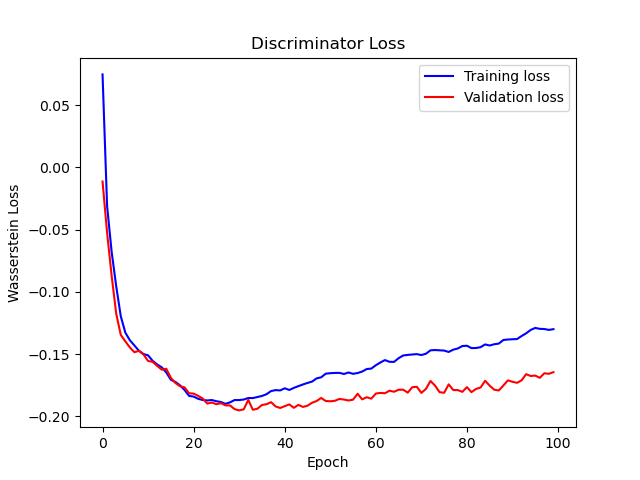 Discriminator Loss
Training loss
Validation loss
Wasserstein Loss
0.05
0.00
−0.05
−0.10
−0.15
−0.20
0 20 40 60 80 100
Epoch